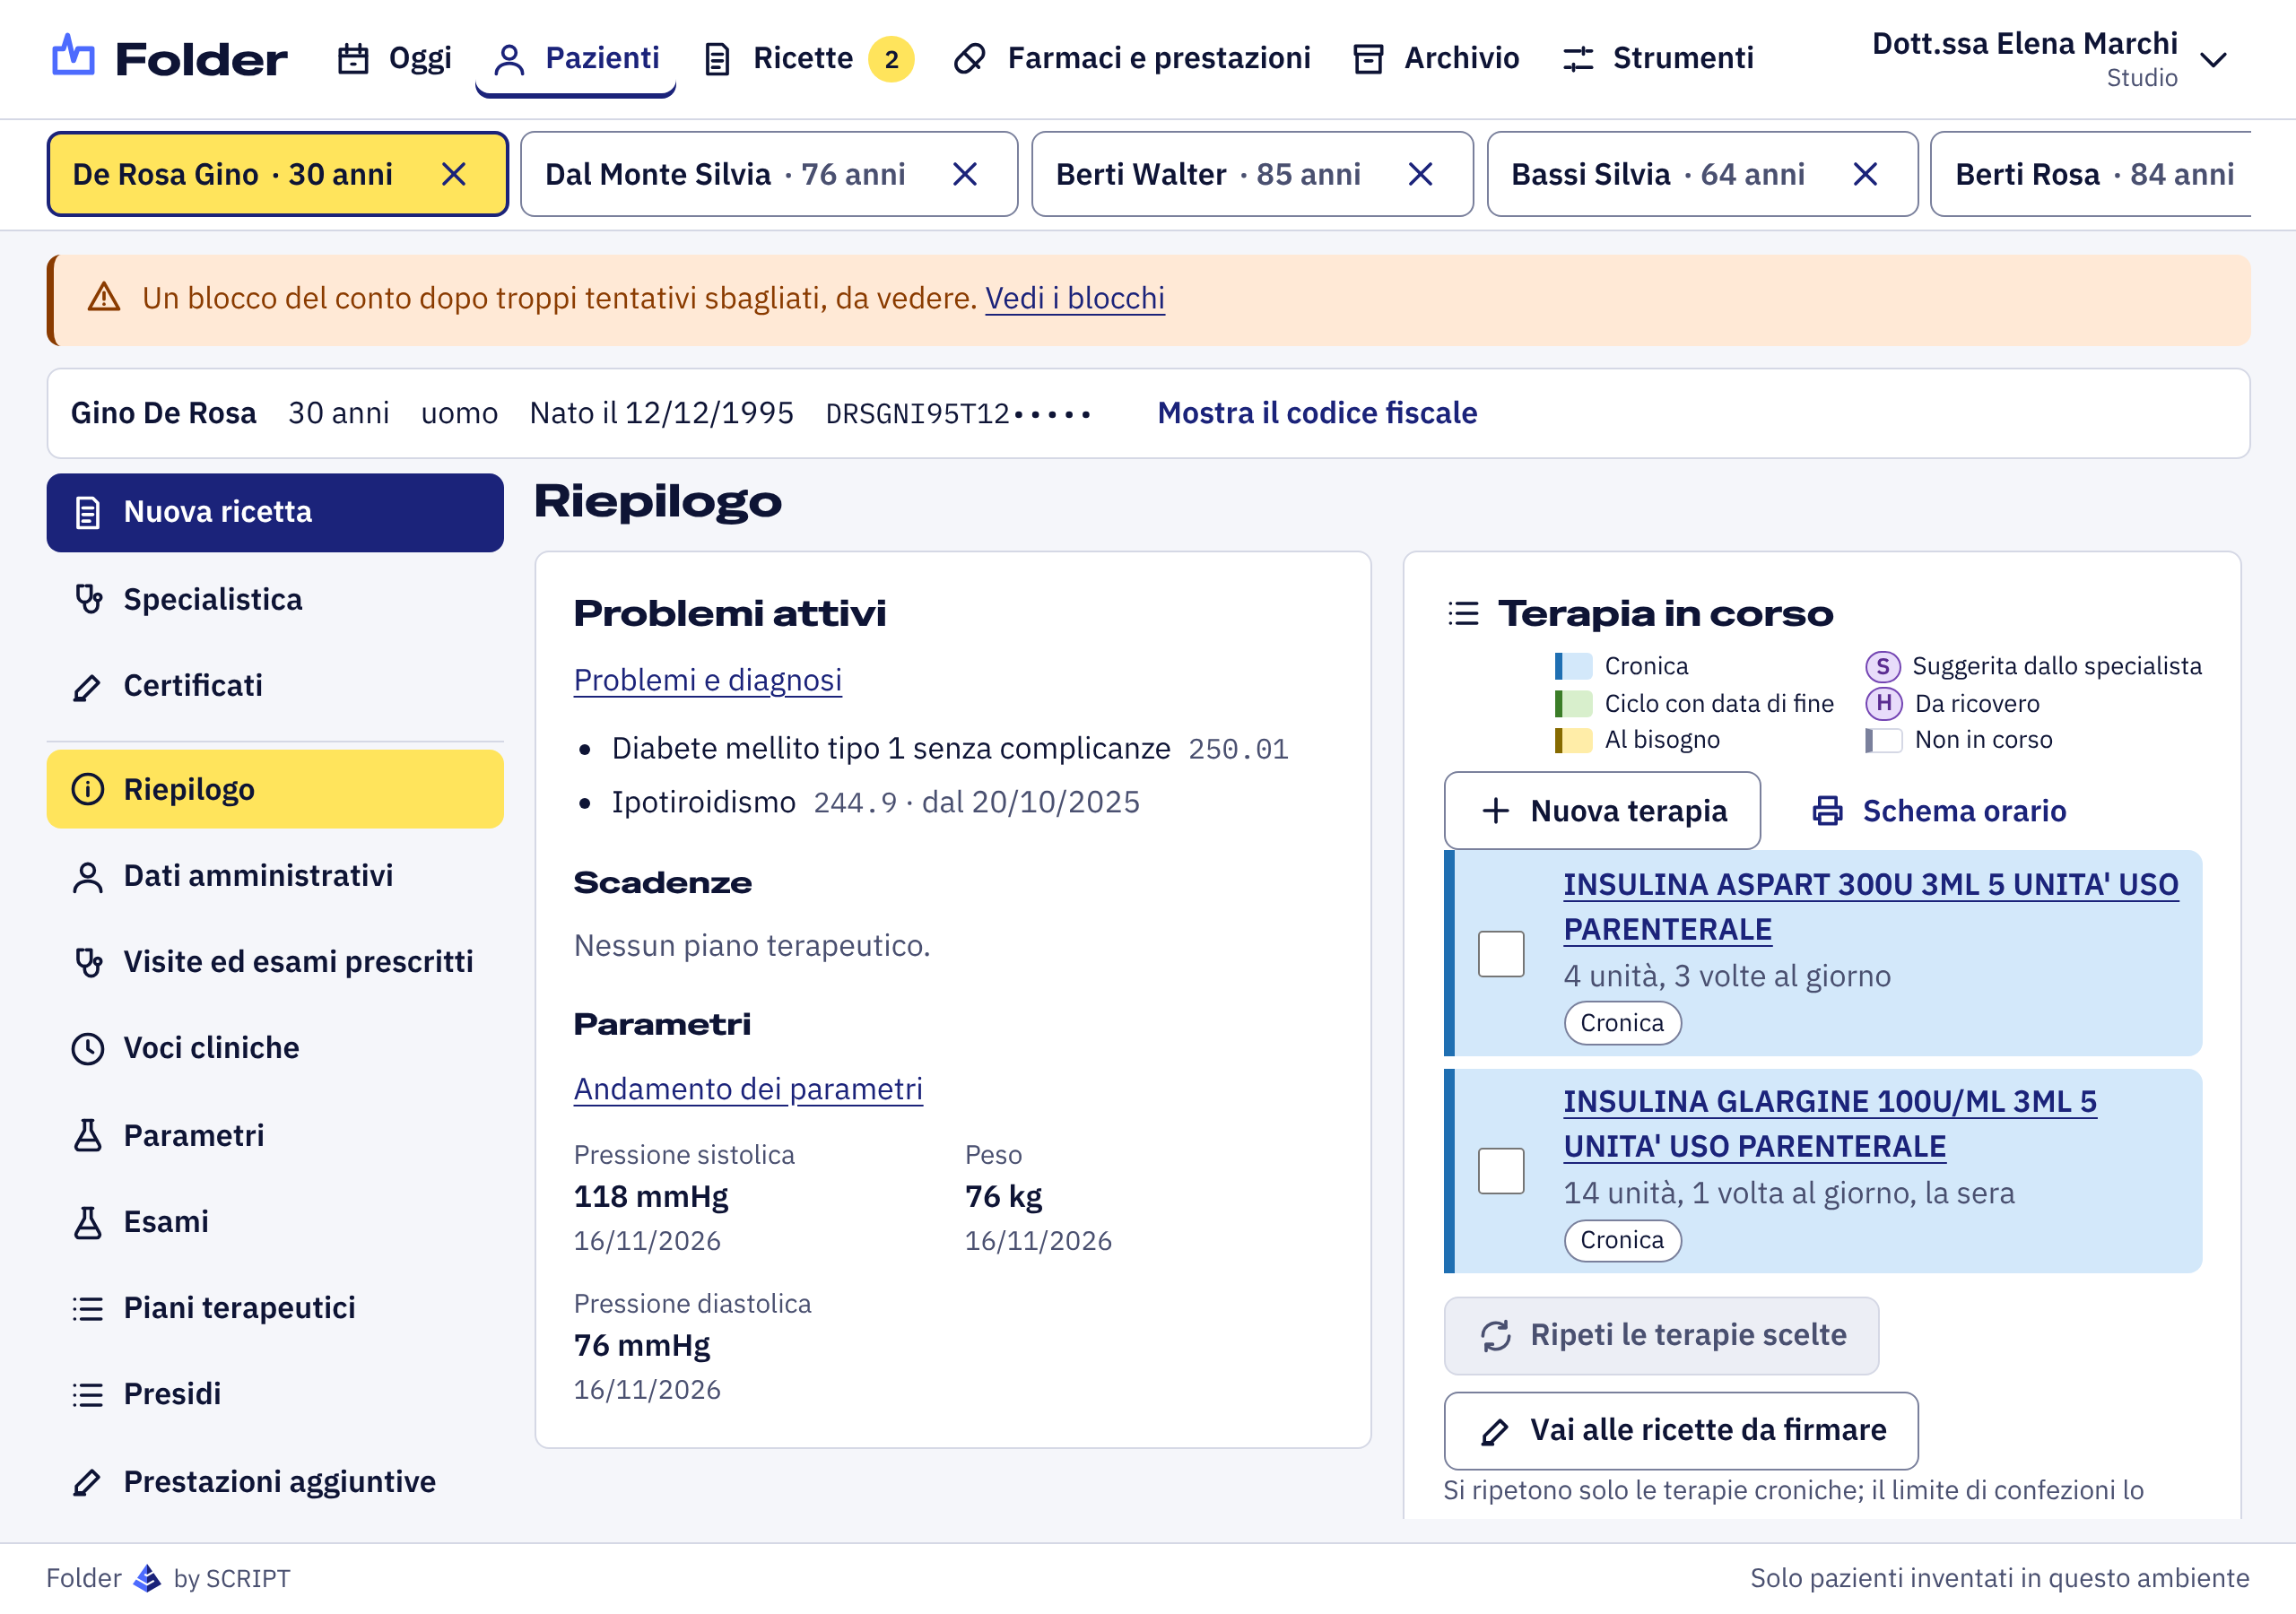 Folder
Oggi
Pazienti
Ricette 2
Farmaci e prestazioni
Archivio
Strumenti
Dott.ssa Elena Marchi
Studio
De Rosa Gino · 30 anni
Dal Monte Silvia · 76 anni
Berti Walter · 85 anni
Bassi Silvia · 64 anni
Berti Rosa · 84 anni
Un blocco del conto dopo troppi tentativi sbagliati, da vedere. Vedi i blocchi
Gino De Rosa 30 anni uomo Nato il 12/12/1995 DRSGNI95T12••••• Mostra il codice fiscale
Nuova ricetta
Specialistica
Certificati
Riepilogo
Dati amministrativi
Visite ed esami prescritti
Voci cliniche
Parametri
Esami
Piani terapeutici
Presidi
Prestazioni aggiuntive
Riepilogo
Problemi attivi
Problemi e diagnosi
• Diabete mellito tipo 1 senza complicanze 250.01
• Ipotiroidismo 244.9 · dal 20/10/2025
Scadenze
Nessun piano terapeutico.
Parametri
Andamento dei parametri
Pressione sistolica
118 mmHg
16/11/2026
Peso
76 kg
16/11/2026
Pressione diastolica
76 mmHg
16/11/2026
Terapia in corso
Cronica
Ciclo con data di fine
Al bisogno
S Suggerita dallo specialista
H Da ricovero
Non in corso
Nuova terapia
Schema orario
INSULINA ASPART 300U 3ML 5 UNITA' USO
PARENTERALE
4 unità, 3 volte al giorno
Cronica
INSULINA GLARGINE 100U/ML 3ML 5
UNITA' USO PARENTERALE
14 unità, 1 volta al giorno, la sera
Cronica
Ripeti le terapie scelte
Vai alle ricette da firmare
Si ripetono solo le terapie croniche; il limite di confezioni lo
Folder by SCRIPT
Solo pazienti inventati in questo ambiente